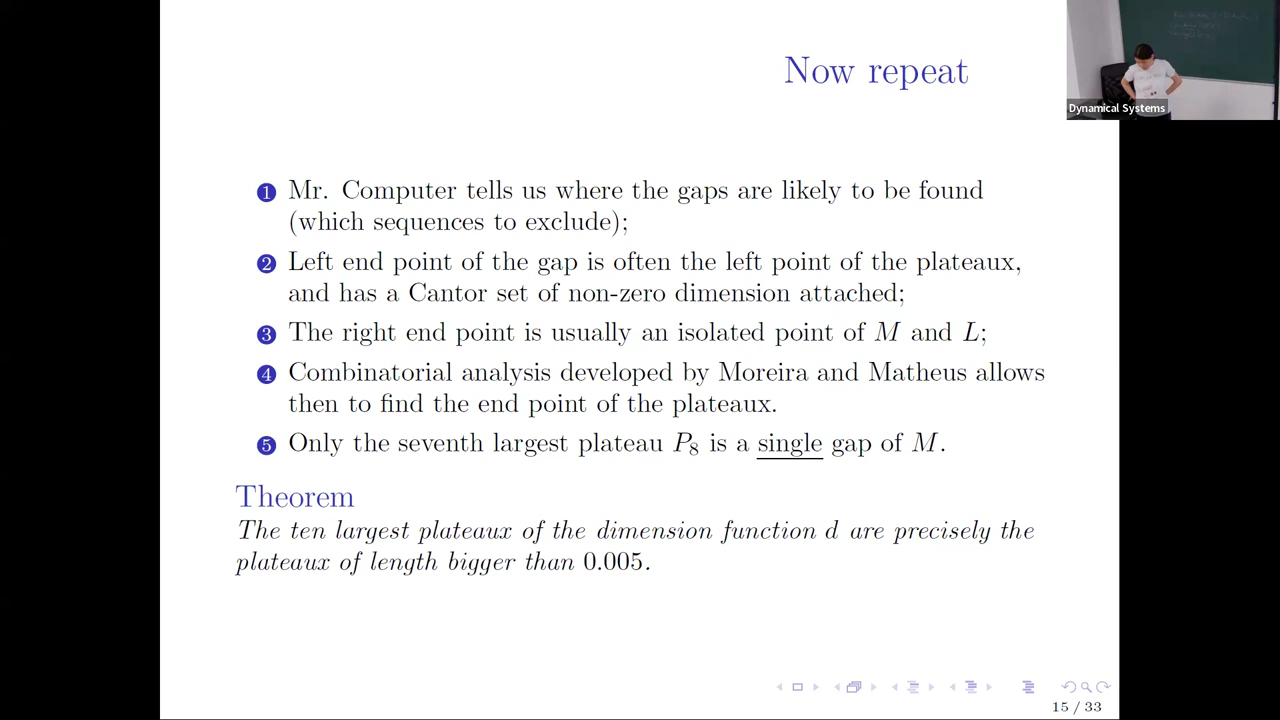 Now repeat
Dynamical Systems
1 Mr. Computer tells us where the gaps are likely to be found
(which sequences to exclude);
2 Left end point of the gap is often the left point of the plateaux,
and has a Cantor set of non-zero dimension attached;
3 The right end point is usually an isolated point of M and L;
4 Combinatorial analysis developed by Moreira and Matheus allows
then to find the end point of the plateaux.
5 Only the seventh largest plateau P₈ is a single gap of M.
Theorem
The ten largest plateaux of the dimension function d are precisely the
plateaux of length bigger than 0.005.
15 / 33